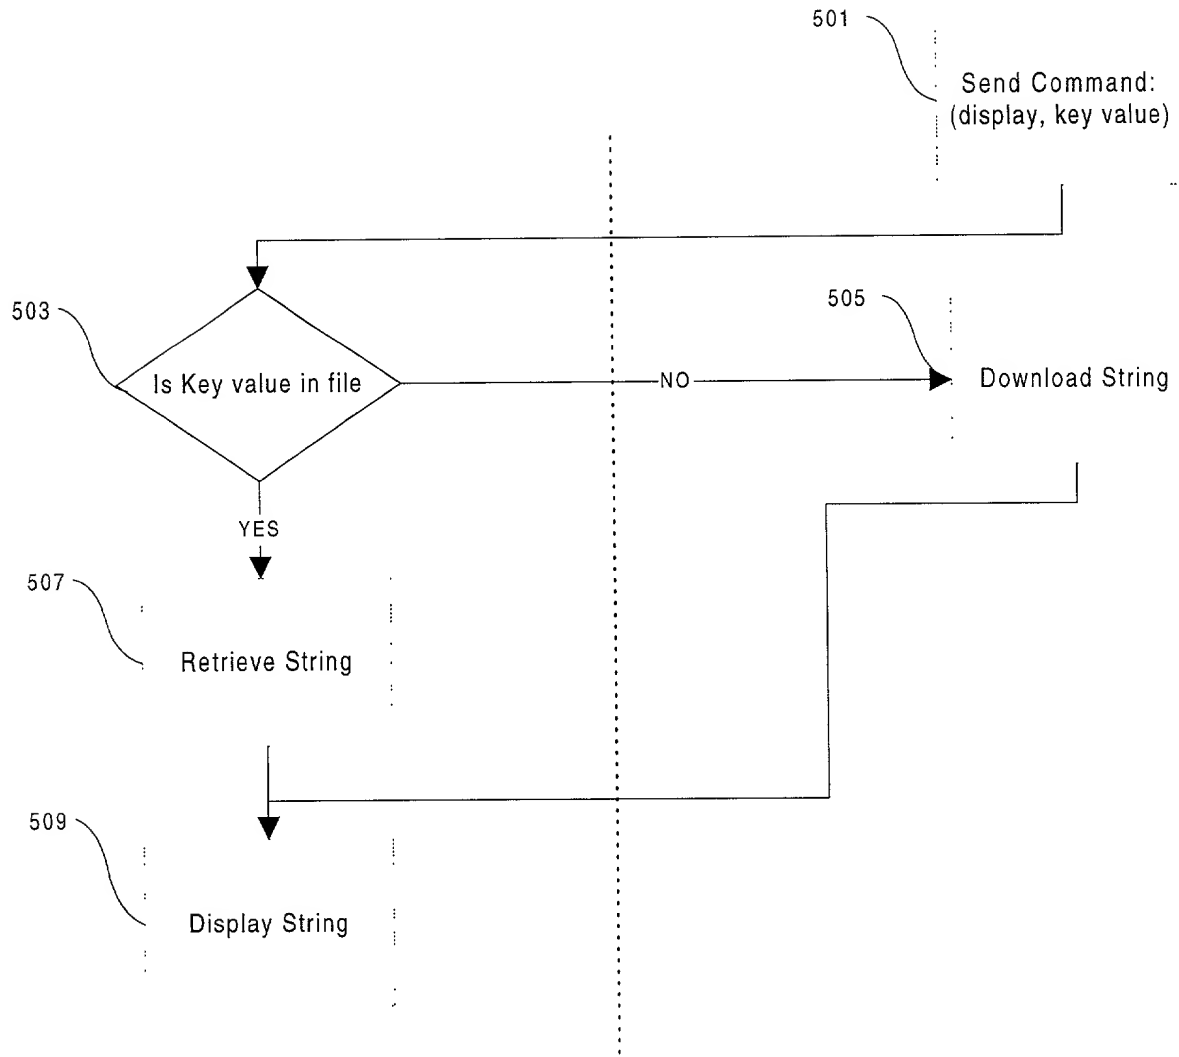 501
Send Command:
(display, key value)
503
Is Key value in file
NO
505
Download String
YES
507
Retrieve String
509
Display String